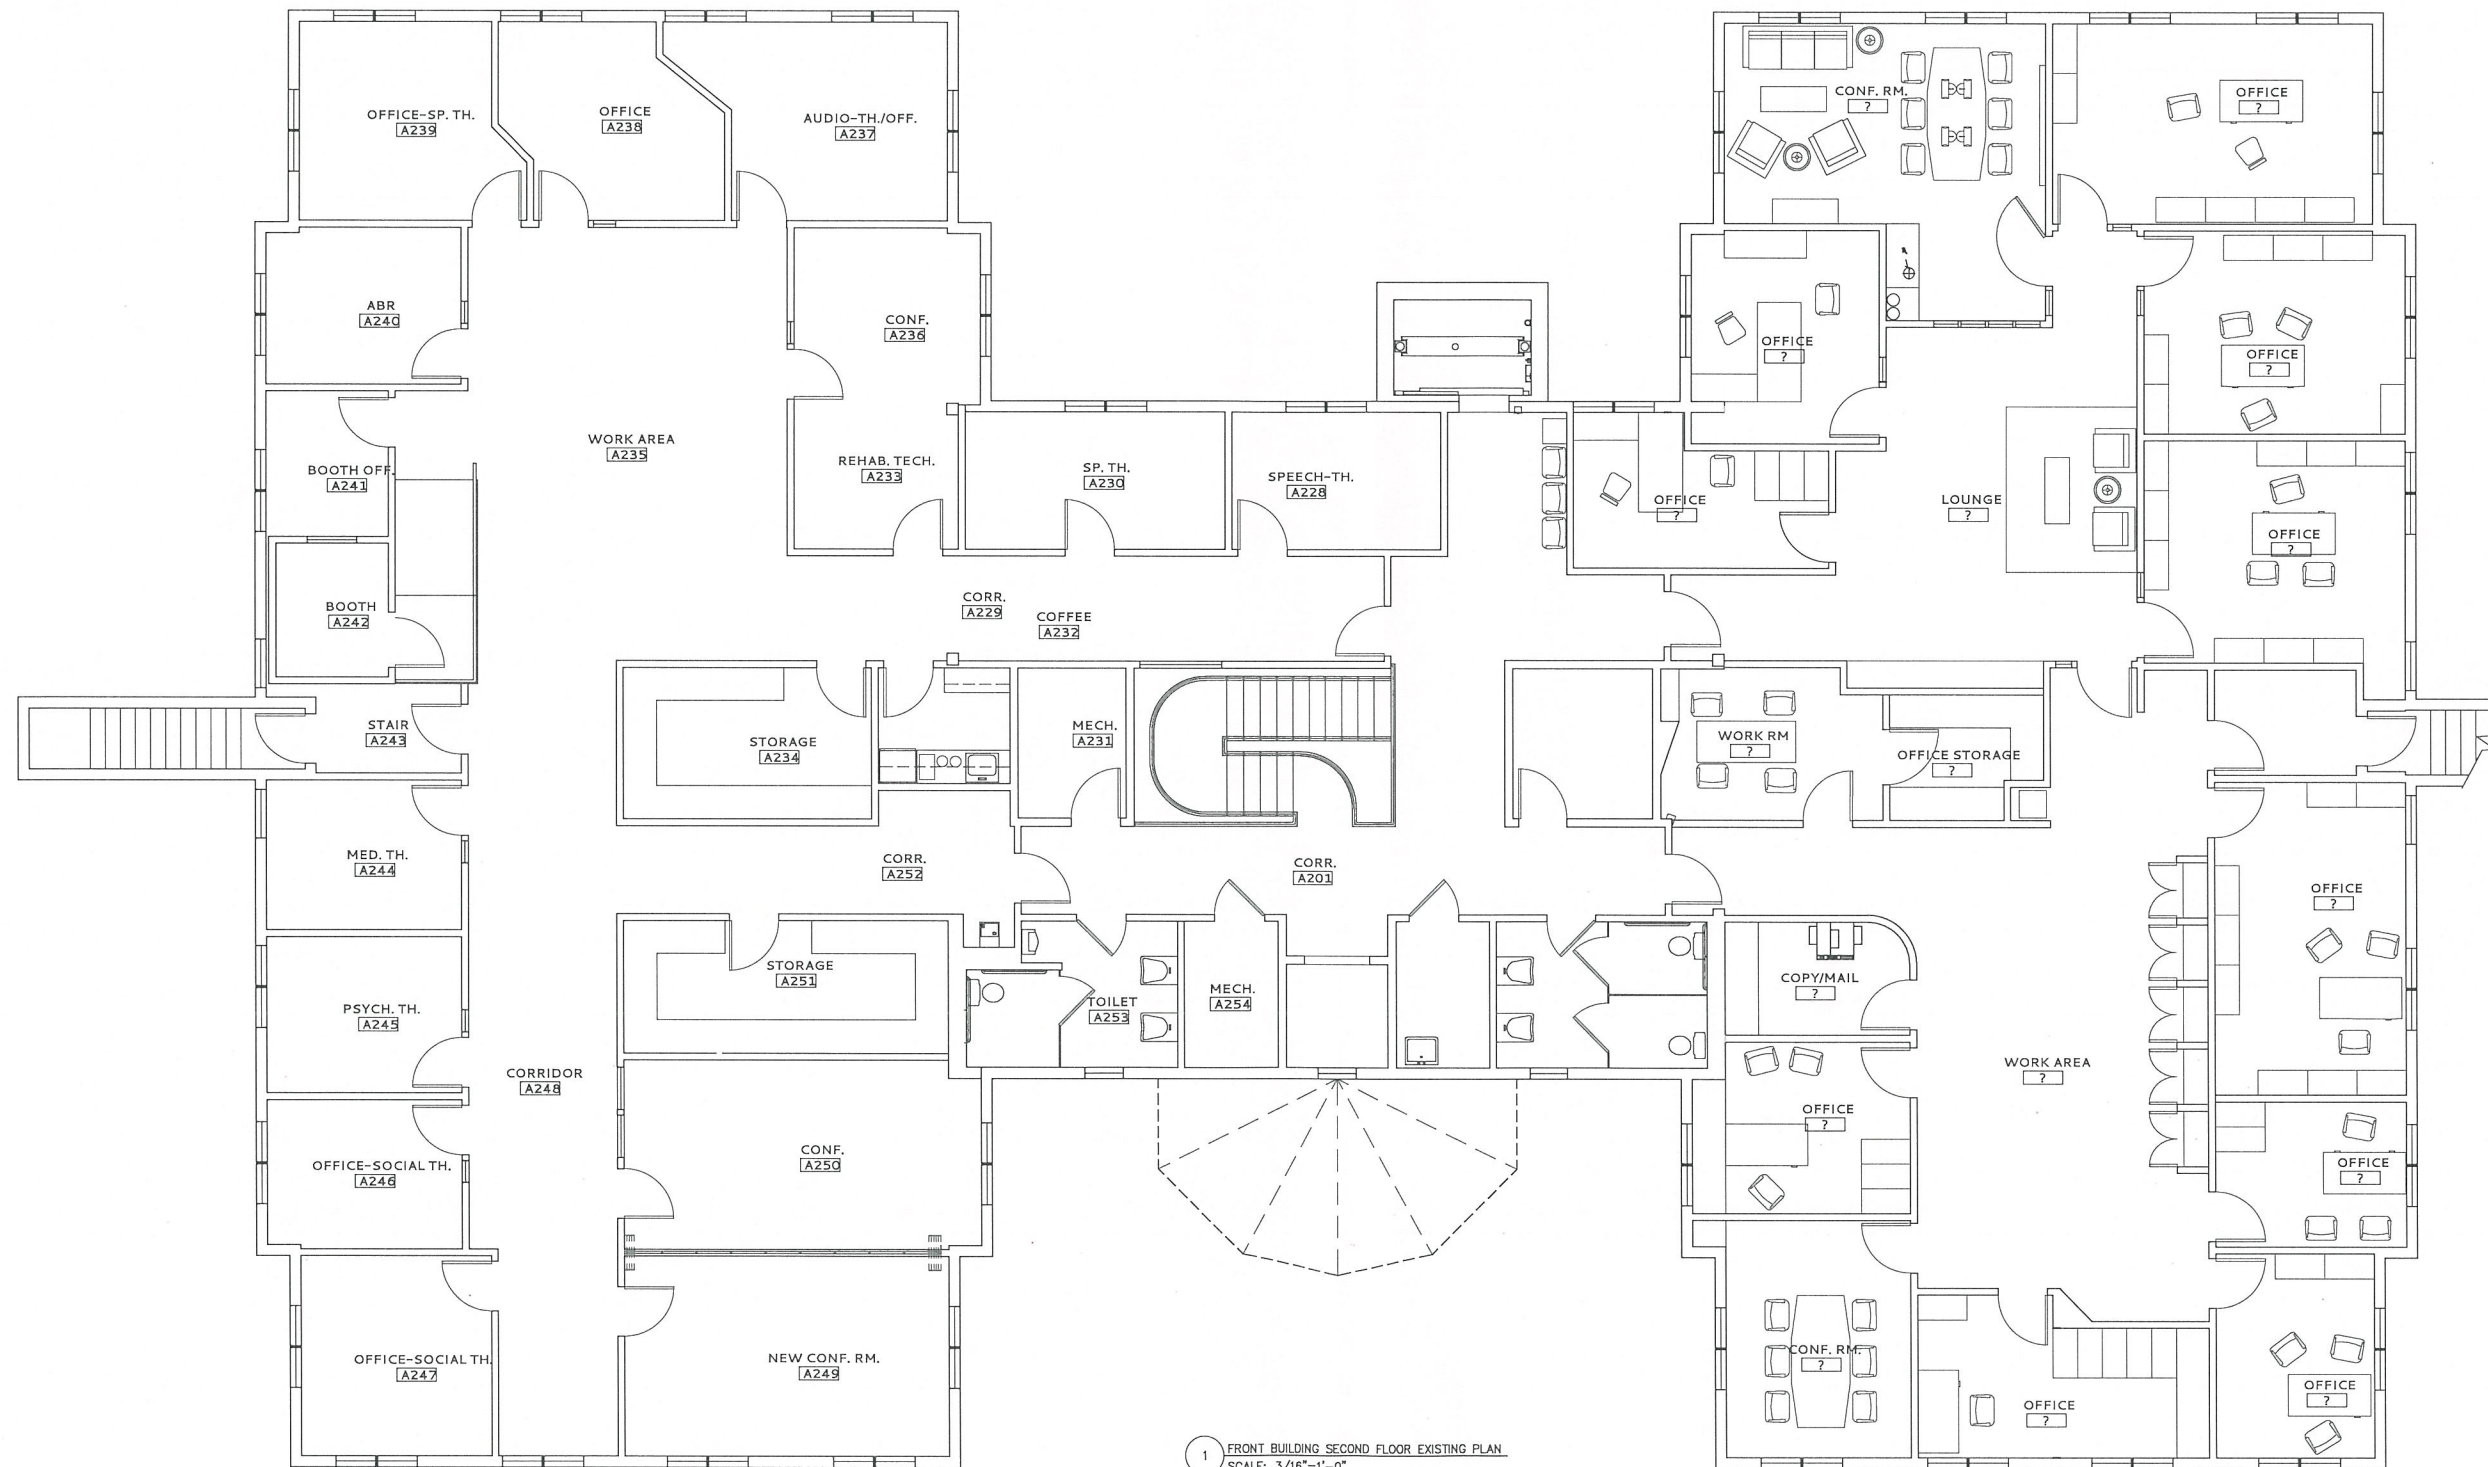 OFFICE-SP. TH.
A239
OFFICE
A238
AUDIO-TH./OFF.
A237
CONF. RM.
?
OFFICE
?
ABR
A240
CONF.
A236
OFFICE
?
OFFICE
?
WORK AREA
A235
BOOTH OFF.
A241
REHAB. TECH.
A233
SP. TH.
A230
SPEECH-TH.
A228
OFFICE
?
LOUNGE
?
OFFICE
?
BOOTH
A242
CORR.
A229
COFFEE
A232
STAIR
A243
STORAGE
A234
MECH.
A231
WORK RM
?
OFFICE STORAGE
?
MED. TH.
A244
CORR.
A252
CORR.
A201
OFFICE
?
STORAGE
A251
TOILET
A253
MECH.
A254
COPY/MAIL
?
PSYCH. TH.
A245
CORRIDOR
A248
WORK AREA
?
OFFICE
?
OFFICE-SOCIAL TH.
A246
CONF.
A250
OFFICE
?
OFFICE-SOCIAL TH.
A247
NEW CONF. RM.
A249
CONF. RM.
?
OFFICE
?
OFFICE
?
1
FRONT BUILDING SECOND FLOOR EXISTING PLAN
SCALE: 3/16"=1'-0"